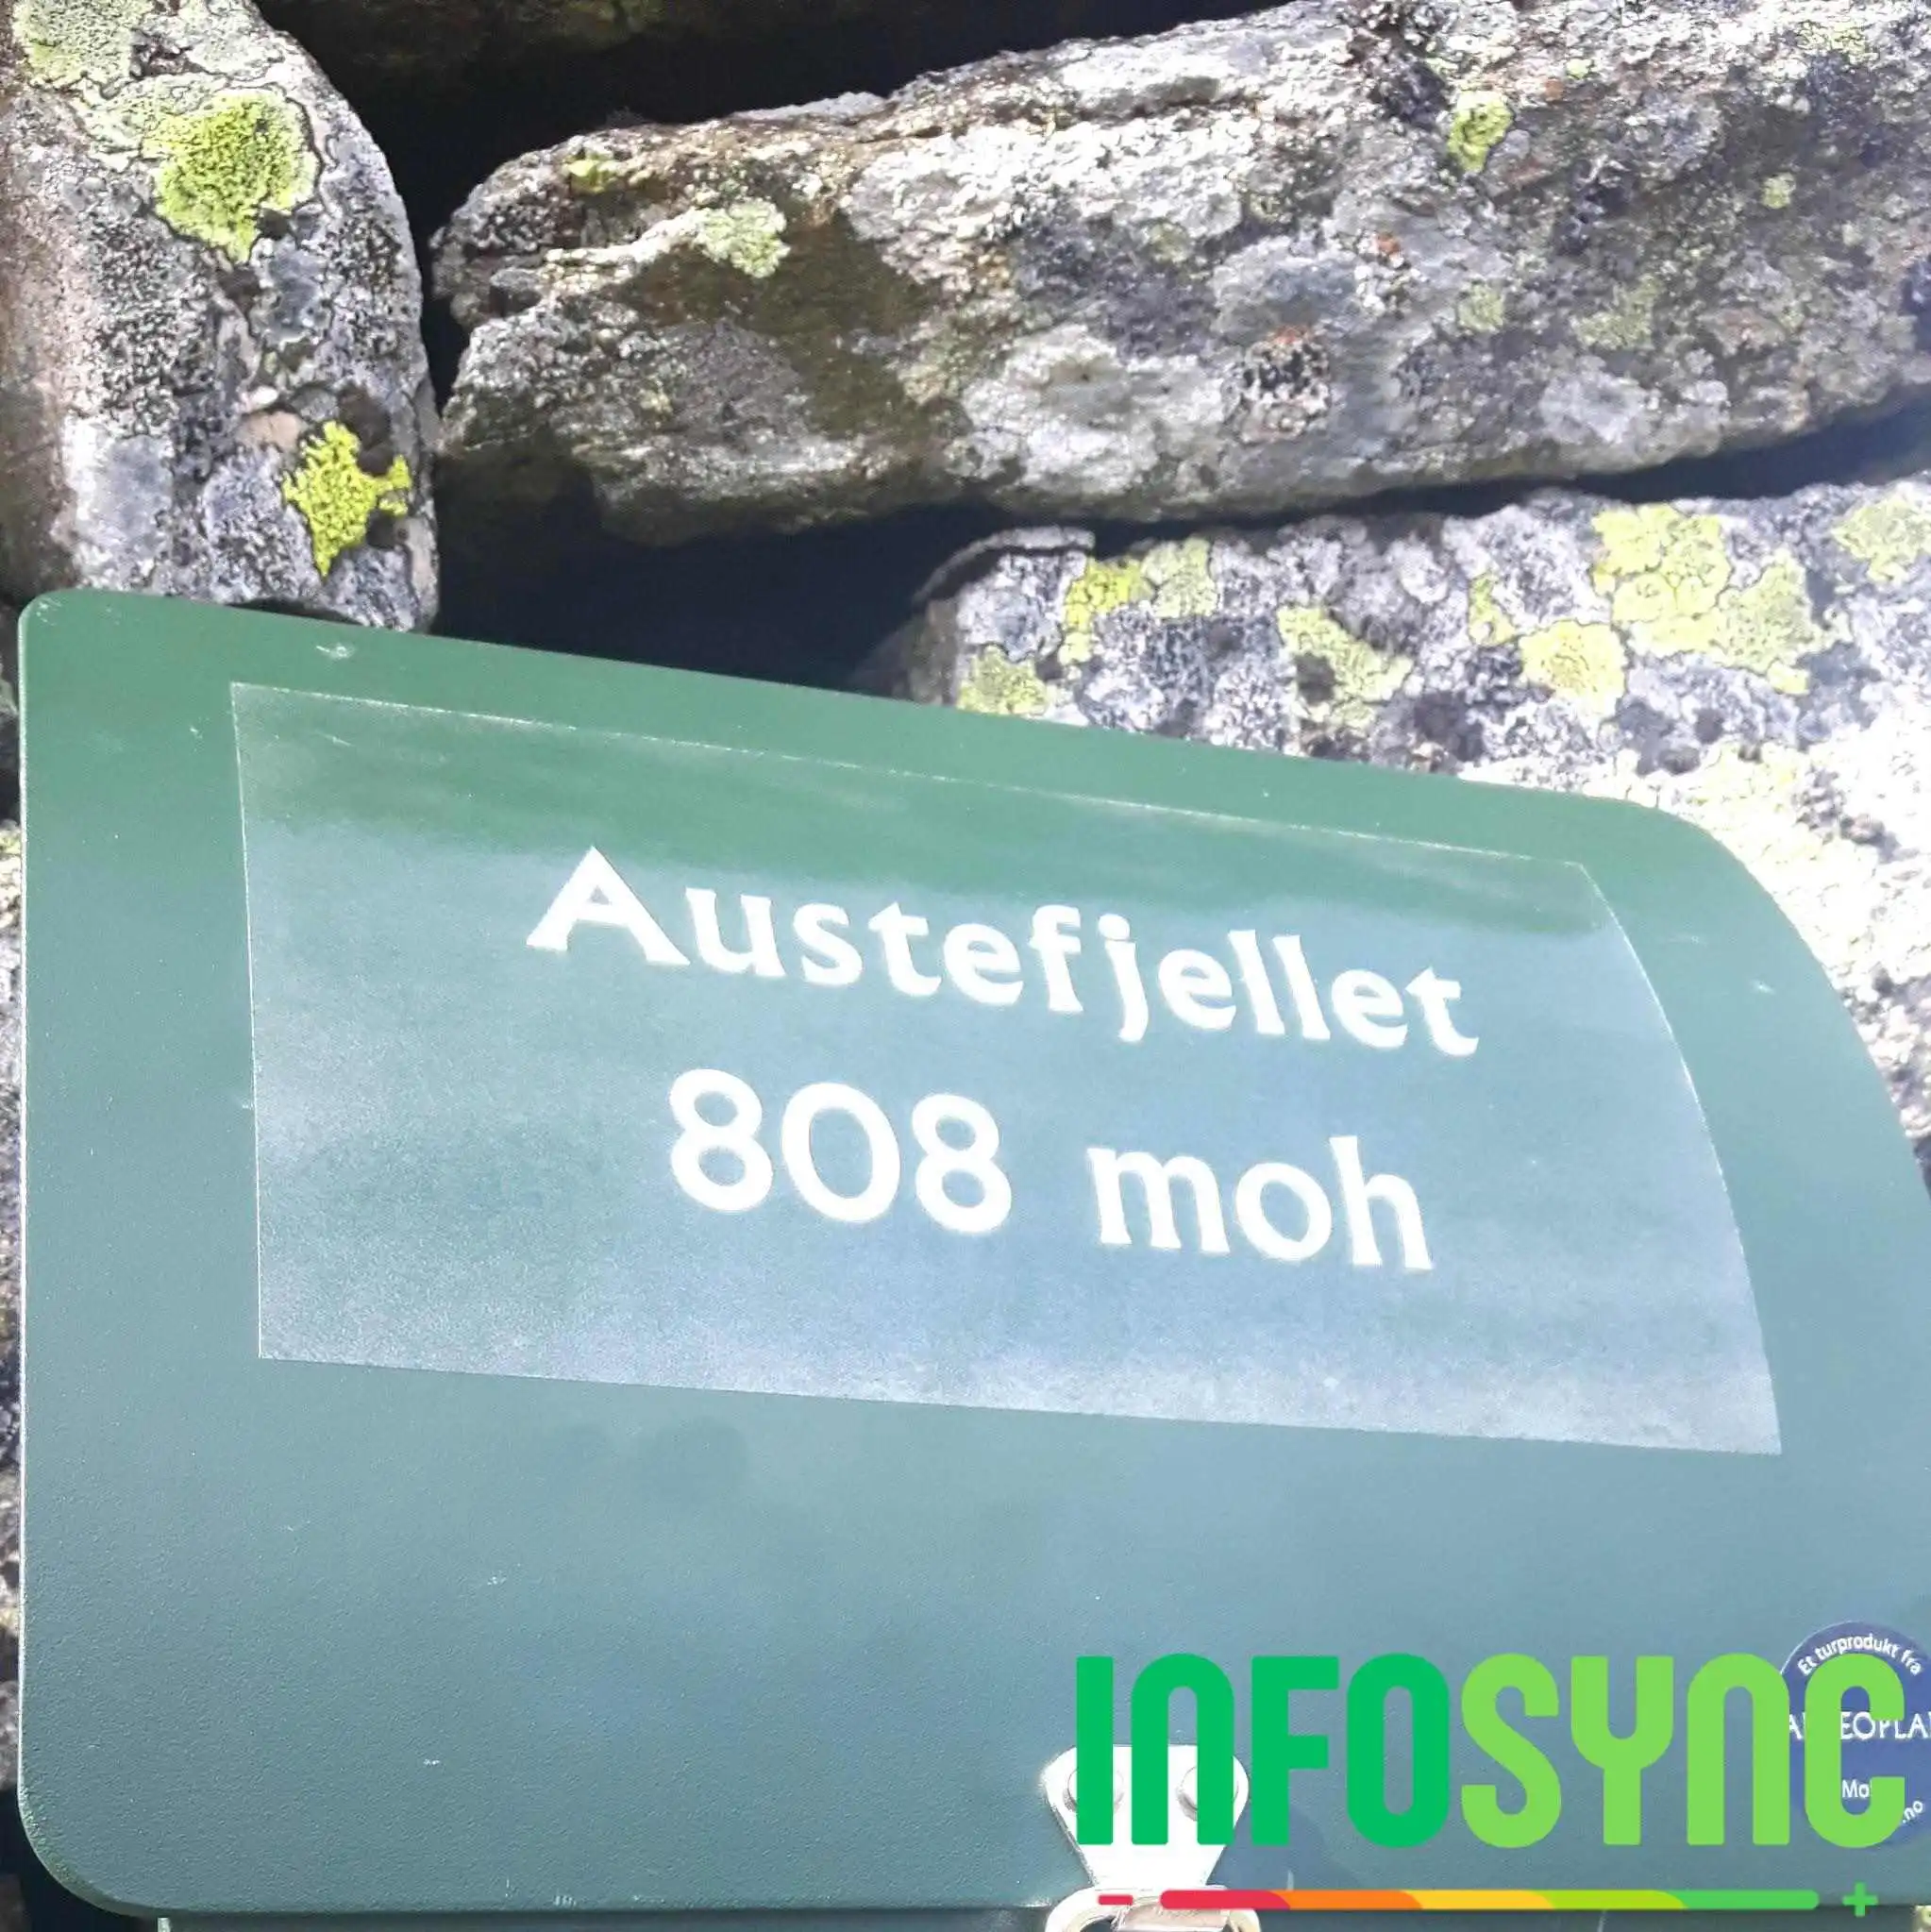 Austefjellet
808 moh
Et turprodukt fra
INFOSYNC